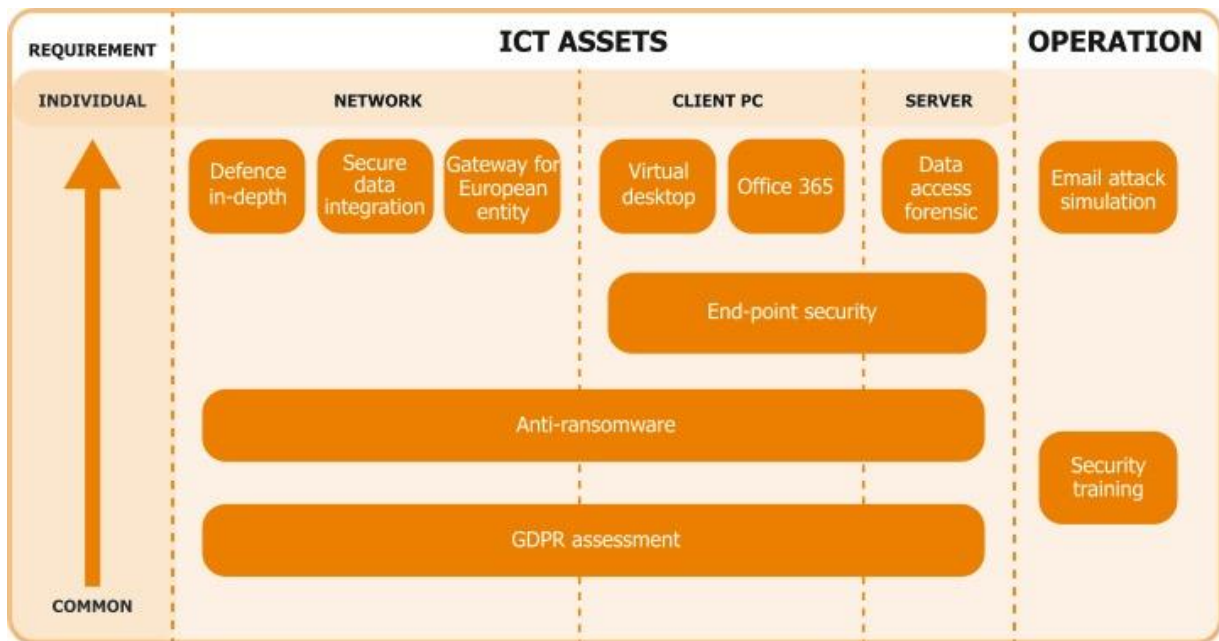 REQUIREMENT
ICT ASSETS
OPERATION
INDIVIDUAL
NETWORK
CLIENT PC
SERVER
Defence
in-depth
Secure
data
integration
Gateway for
European
entity
Virtual
desktop
Office 365
Data
access
forensic
Email attack
simulation
End-point security
Anti-ransomware
Security
training
GDPR assessment
COMMON